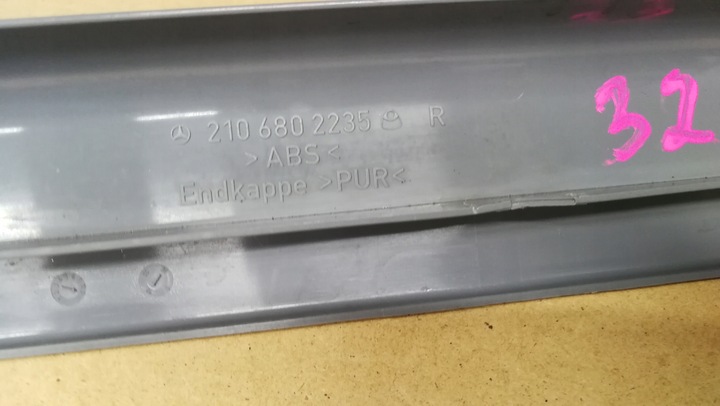 210 680 2235 R
>ABS<
Endkappe >PUR<
32